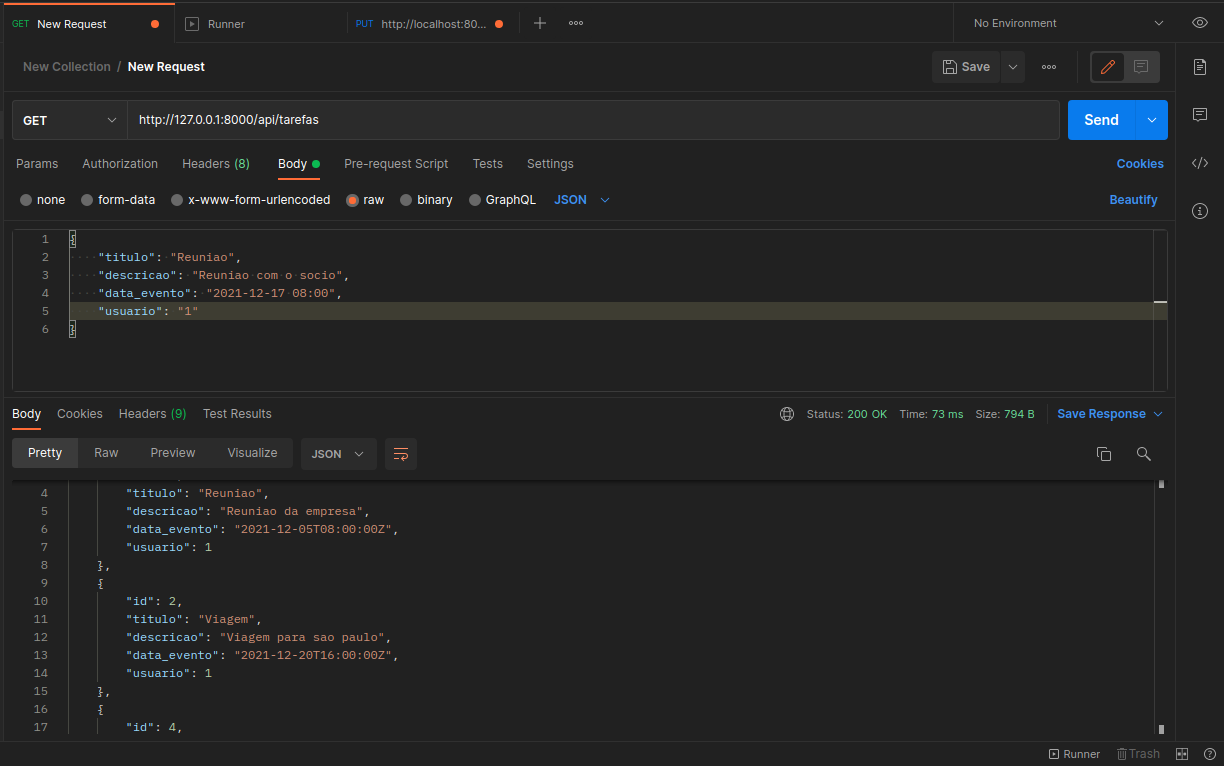 GET New Request Runner PUT http://localhost:80... No Environment
New Collection / New Request Save
GET http://127.0.0.1:8000/api/tarefas Send
Params Authorization Headers (8) Body Pre-request Script Tests Settings Cookies
none form-data x-www-form-urlencoded raw binary GraphQL JSON Beautify
1 {
2 "titulo": "Reuniao",
3 "descricao": "Reuniao com o socio",
4 "data_evento": "2021-12-17 08:00",
5 "usuario": "1"
6 }
Body Cookies Headers (9) Test Results Status: 200 OK Time: 73 ms Size: 794 B Save Response
Pretty Raw Preview Visualize JSON
4 "titulo": "Reuniao",
5 "descricao": "Reuniao da empresa",
6 "data_evento": "2021-12-05T08:00:00Z",
7 "usuario": 1
8 },
9 {
10 "id": 2,
11 "titulo": "Viagem",
12 "descricao": "Viagem para sao paulo",
13 "data_evento": "2021-12-20T16:00:00Z",
14 "usuario": 1
15 },
16 {
17 "id": 4,
Runner Trash